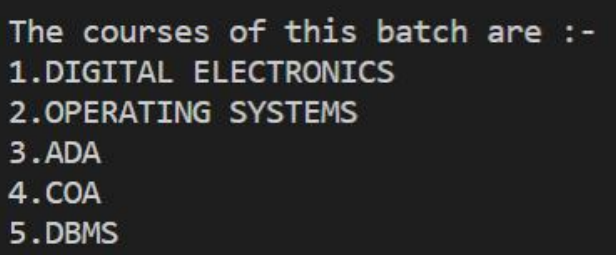 The courses of this batch are :-
1.DIGITAL ELECTRONICS
2.OPERATING SYSTEMS
3.ADA
4.COA
5.DBMS